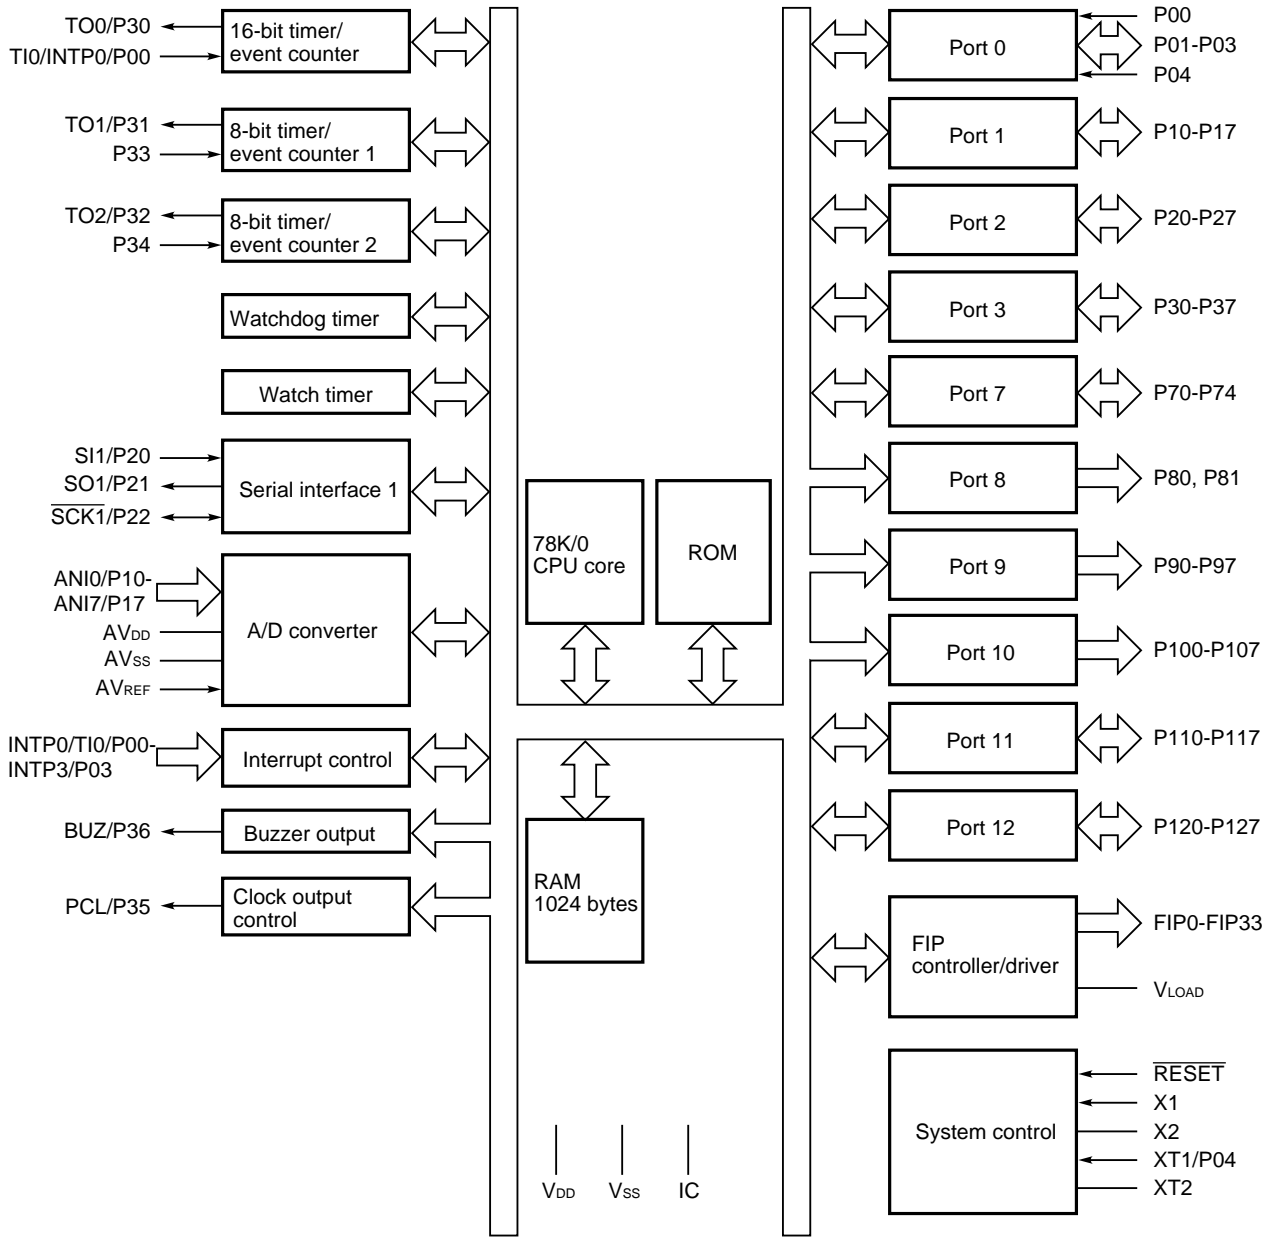 TO0/P30
TI0/INTP0/P00
16-bit timer/
event counter
TO1/P31
P33
8-bit timer/
event counter 1
TO2/P32
P34
8-bit timer/
event counter 2
Watchdog timer
Watch timer
SI1/P20
SO1/P21
SCK1/P22
Serial interface 1
ANI0/P10-
ANI7/P17
AVDD
AVSS
AVREF
A/D converter
INTP0/TI0/P00-
INTP3/P03
Interrupt control
BUZ/P36
Buzzer output
PCL/P35
Clock output
control
78K/0
CPU core
ROM
RAM
1024 bytes
VDD
VSS
IC
Port 0
P00
P01-P03
P04
Port 1
P10-P17
Port 2
P20-P27
Port 3
P30-P37
Port 7
P70-P74
Port 8
P80, P81
Port 9
P90-P97
Port 10
P100-P107
Port 11
P110-P117
Port 12
P120-P127
FIP
controller/driver
FIP0-FIP33
VLOAD
System control
RESET
X1
X2
XT1/P04
XT2